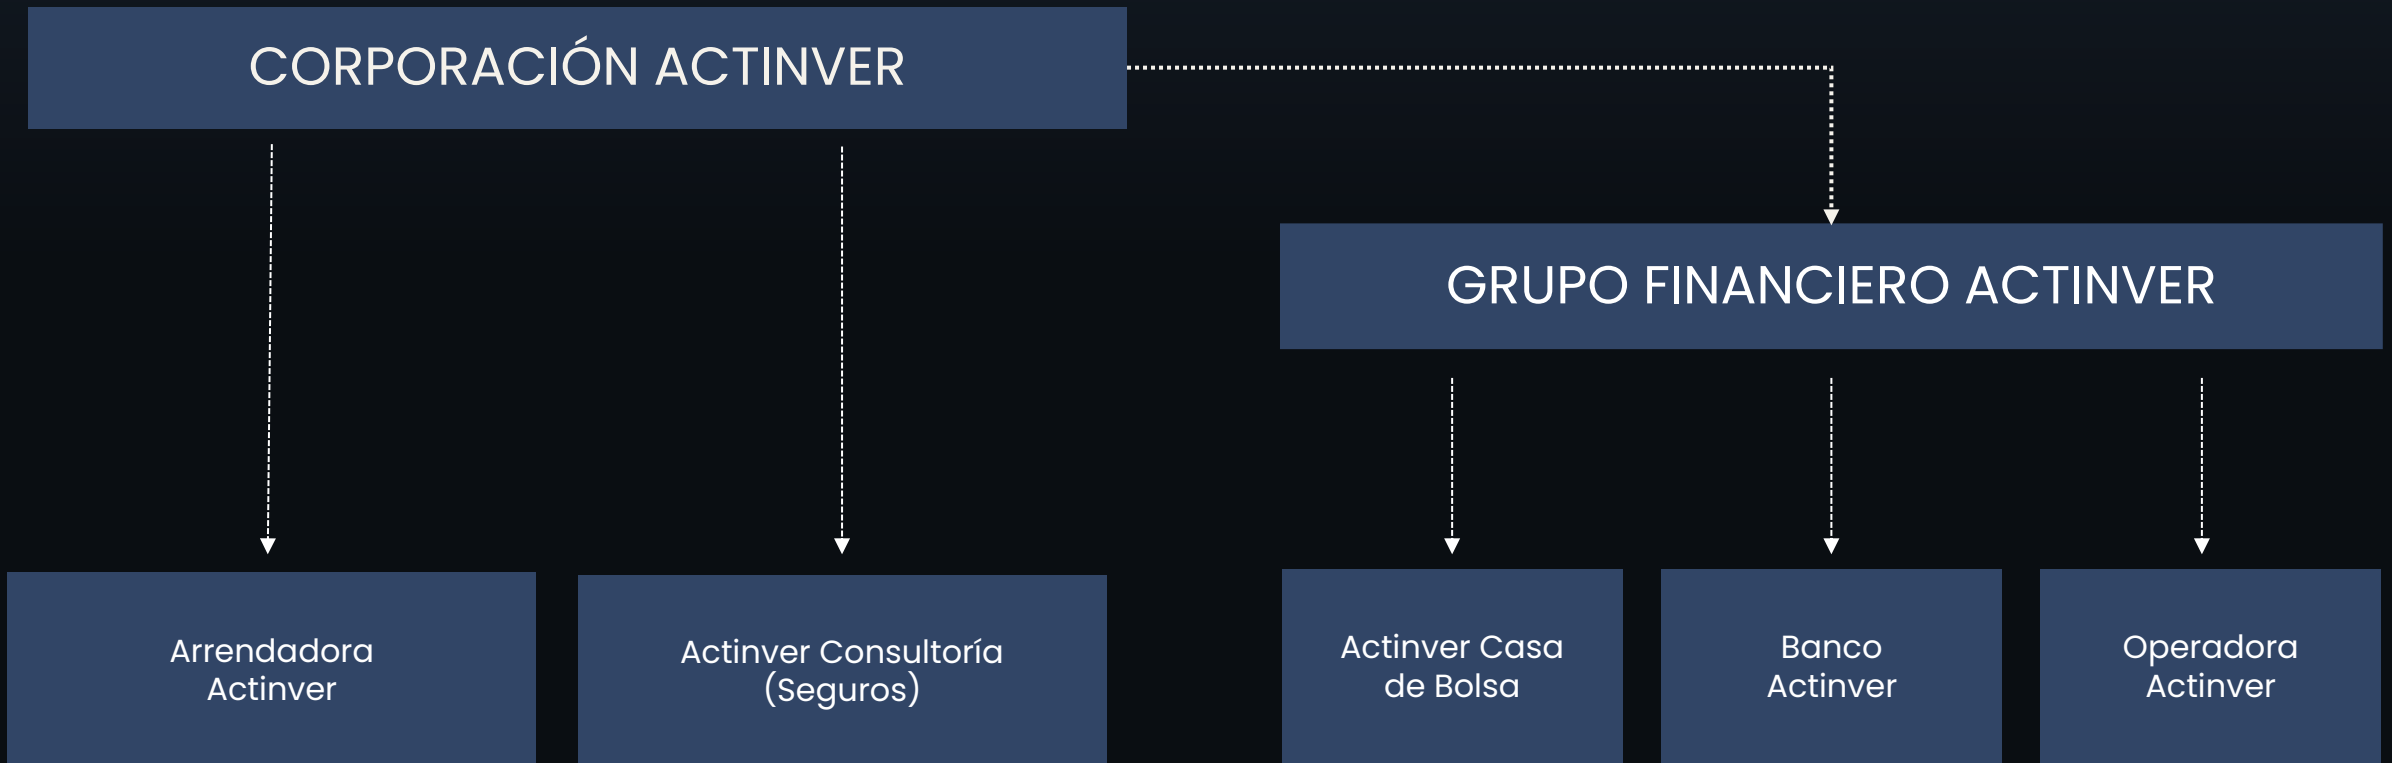 CORPORACIÓN ACTINVER
GRUPO FINANCIERO ACTINVER
Arrendadora
Actinver
Actinver Consultoría
(Seguros)
Actinver Casa
de Bolsa
Banco
Actinver
Operadora
Actinver